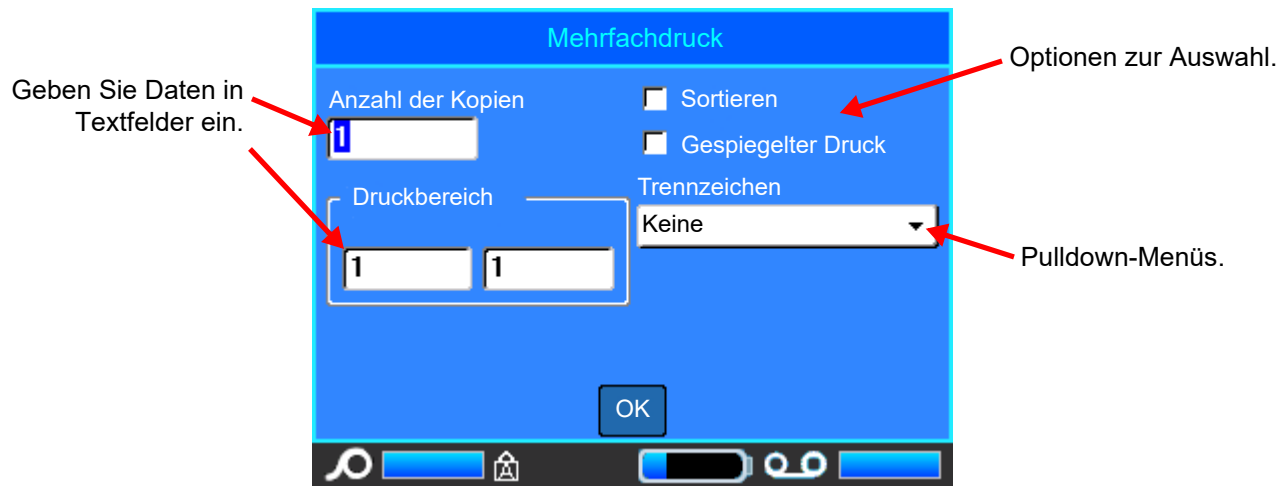 Mehrfachdruck
Optionen zur Auswahl.
Geben Sie Daten in
Textfelder ein.
Anzahl der Kopien
1
Sortieren
Gespiegelter Druck
Druckbereich
1 1
Trennzeichen
Keine
Pulldown-Menüs.
OK
A